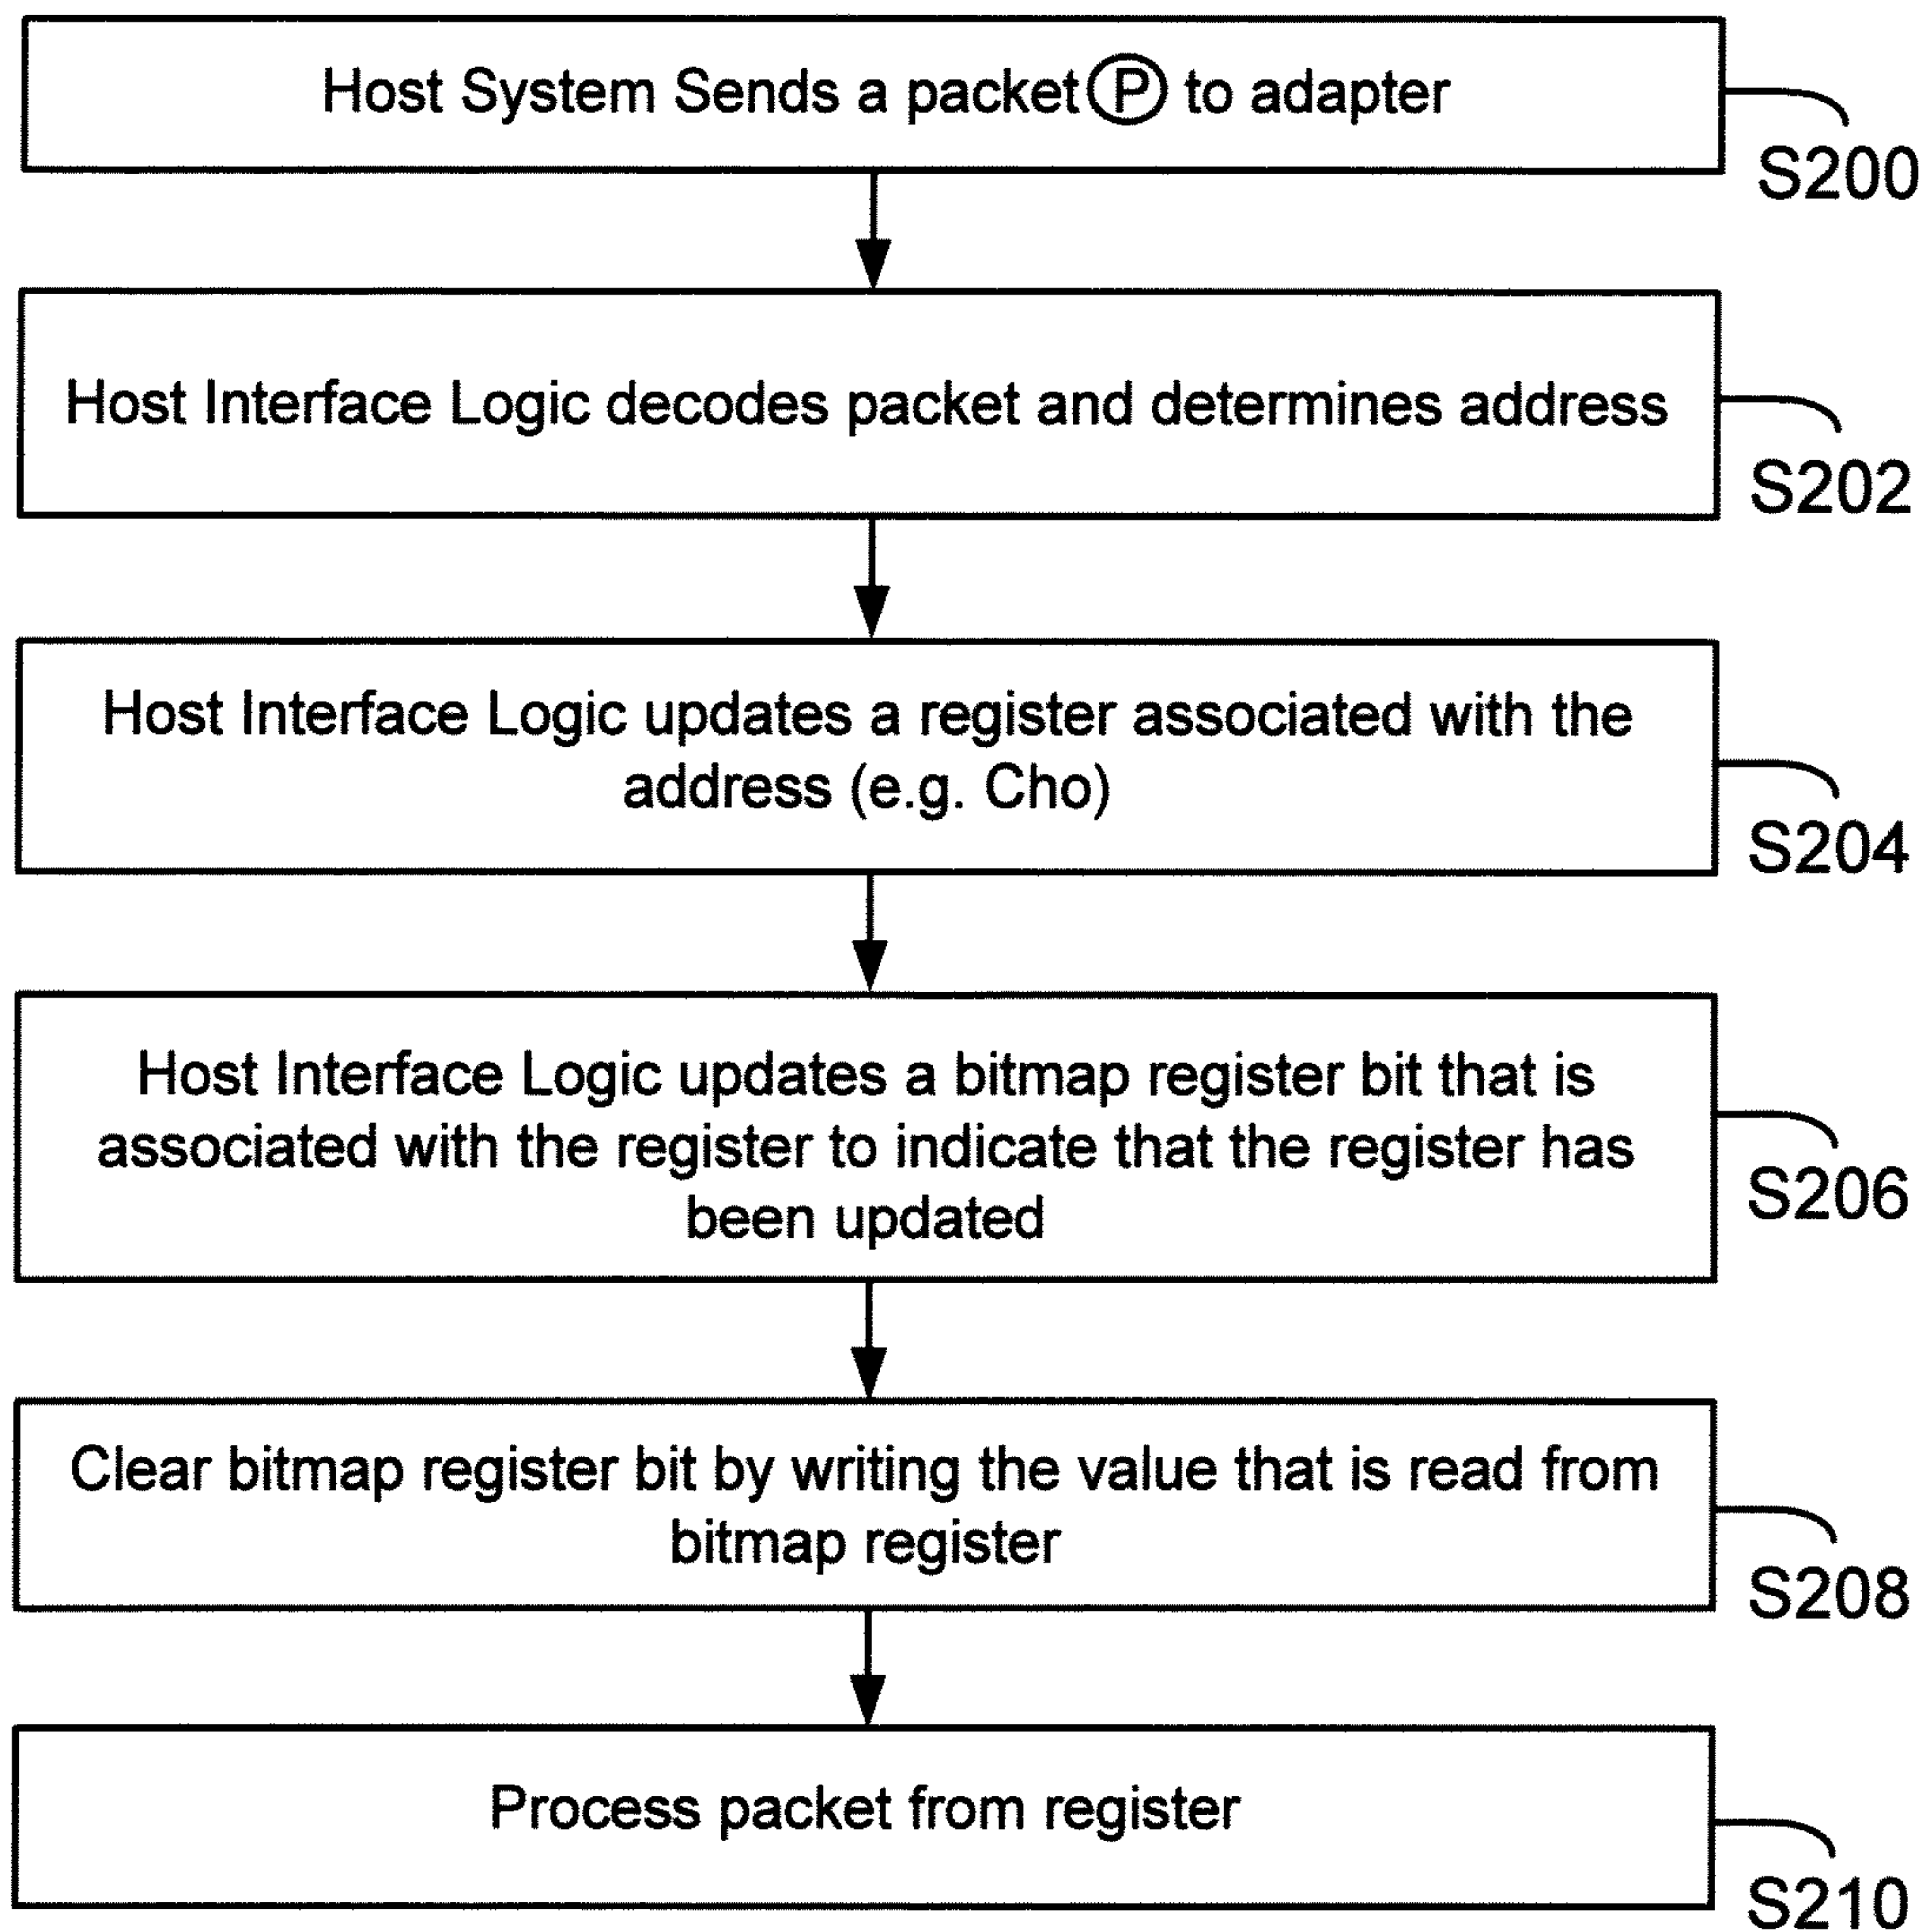 Host System Sends a packet Ⓟ to adapter
S200
Host Interface Logic decodes packet and determines address
S202
Host Interface Logic updates a register associated with the
address (e.g. Cho)
S204
Host Interface Logic updates a bitmap register bit that is
associated with the register to indicate that the register has
been updated
S206
Clear bitmap register bit by writing the value that is read from
bitmap register
S208
Process packet from register
S210